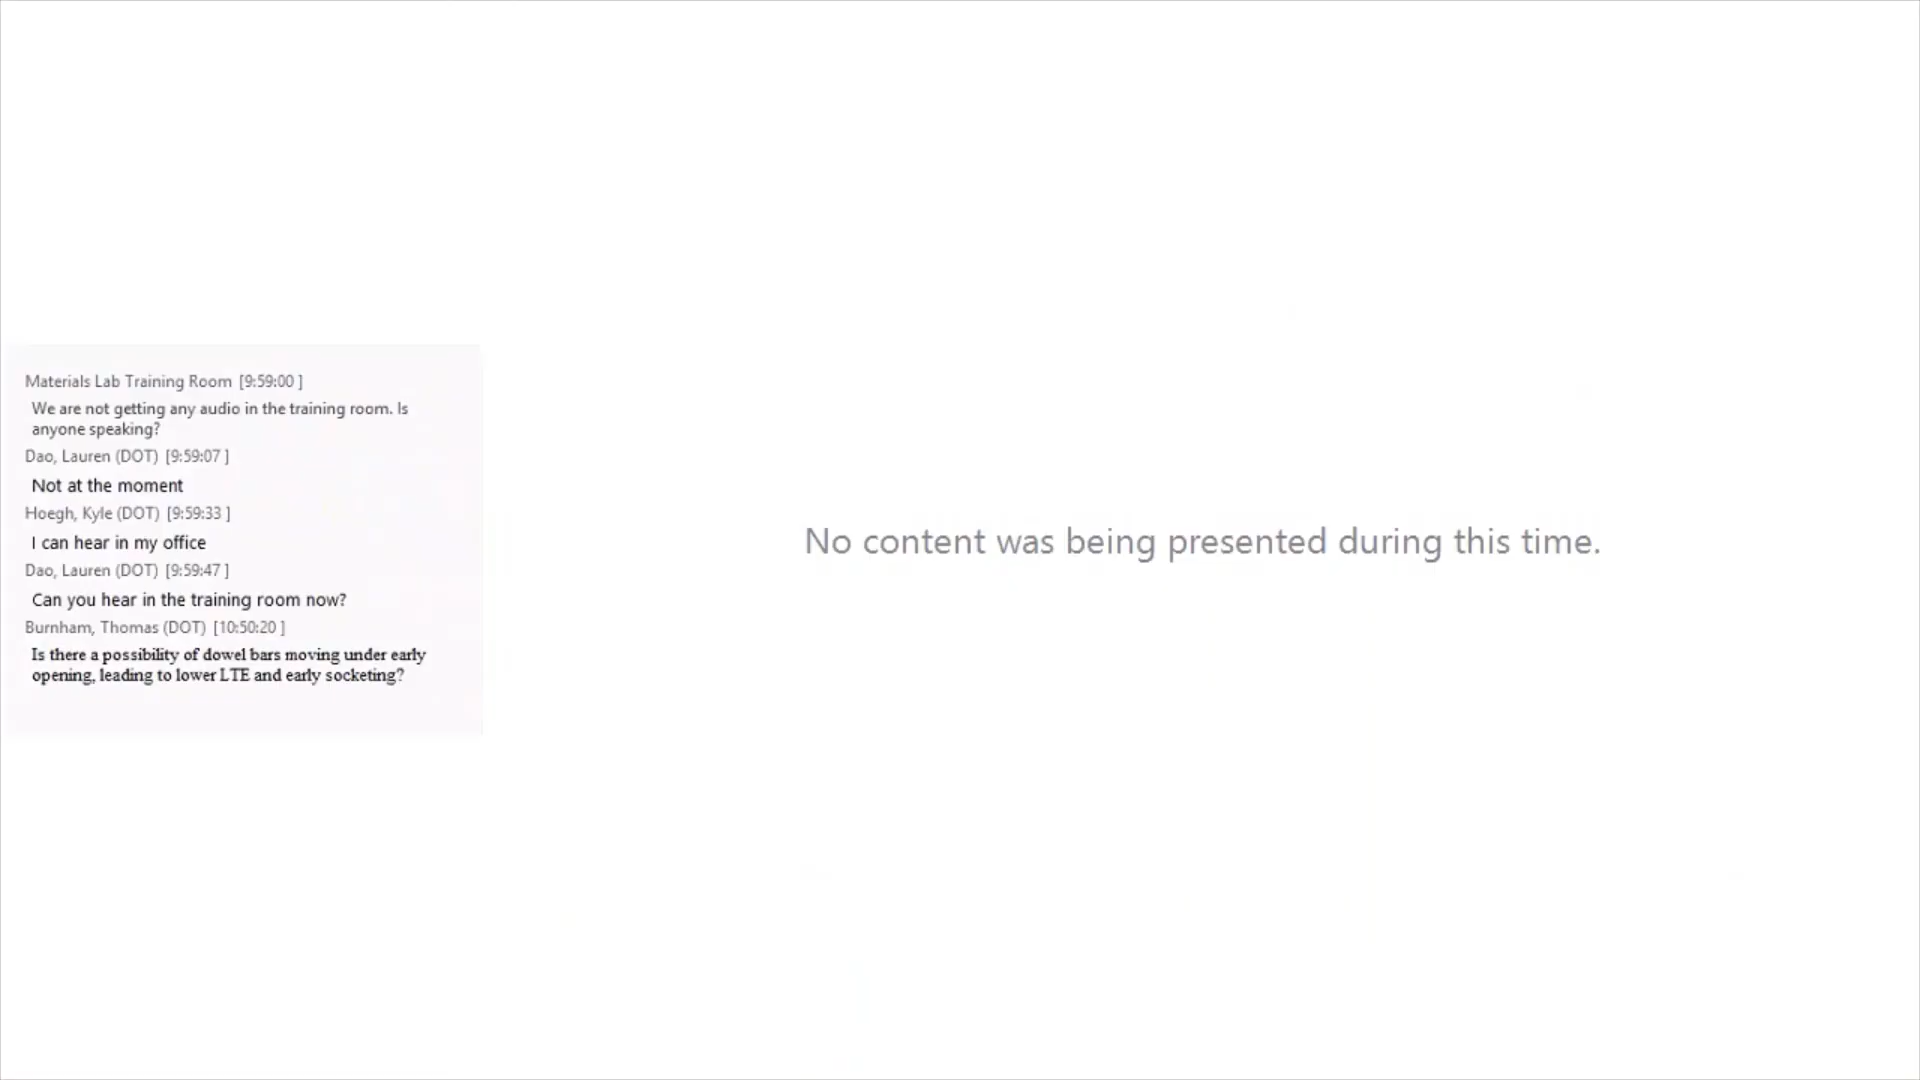 Materials Lab Training Room [9:59:00 ]
We are not getting any audio in the training room. Is
anyone speaking?
Dao, Lauren (DOT) [9:59:07 ]
Not at the moment
Hoegh, Kyle (DOT) [9:59:33 ]
I can hear in my office
Dao, Lauren (DOT) [9:59:47 ]
Can you hear in the training room now?
Burnham, Thomas (DOT) [10:50:20 ]
Is there a possibility of dowel bars moving under early
opening, leading to lower LTE and early socketing?
No content was being presented during this time.